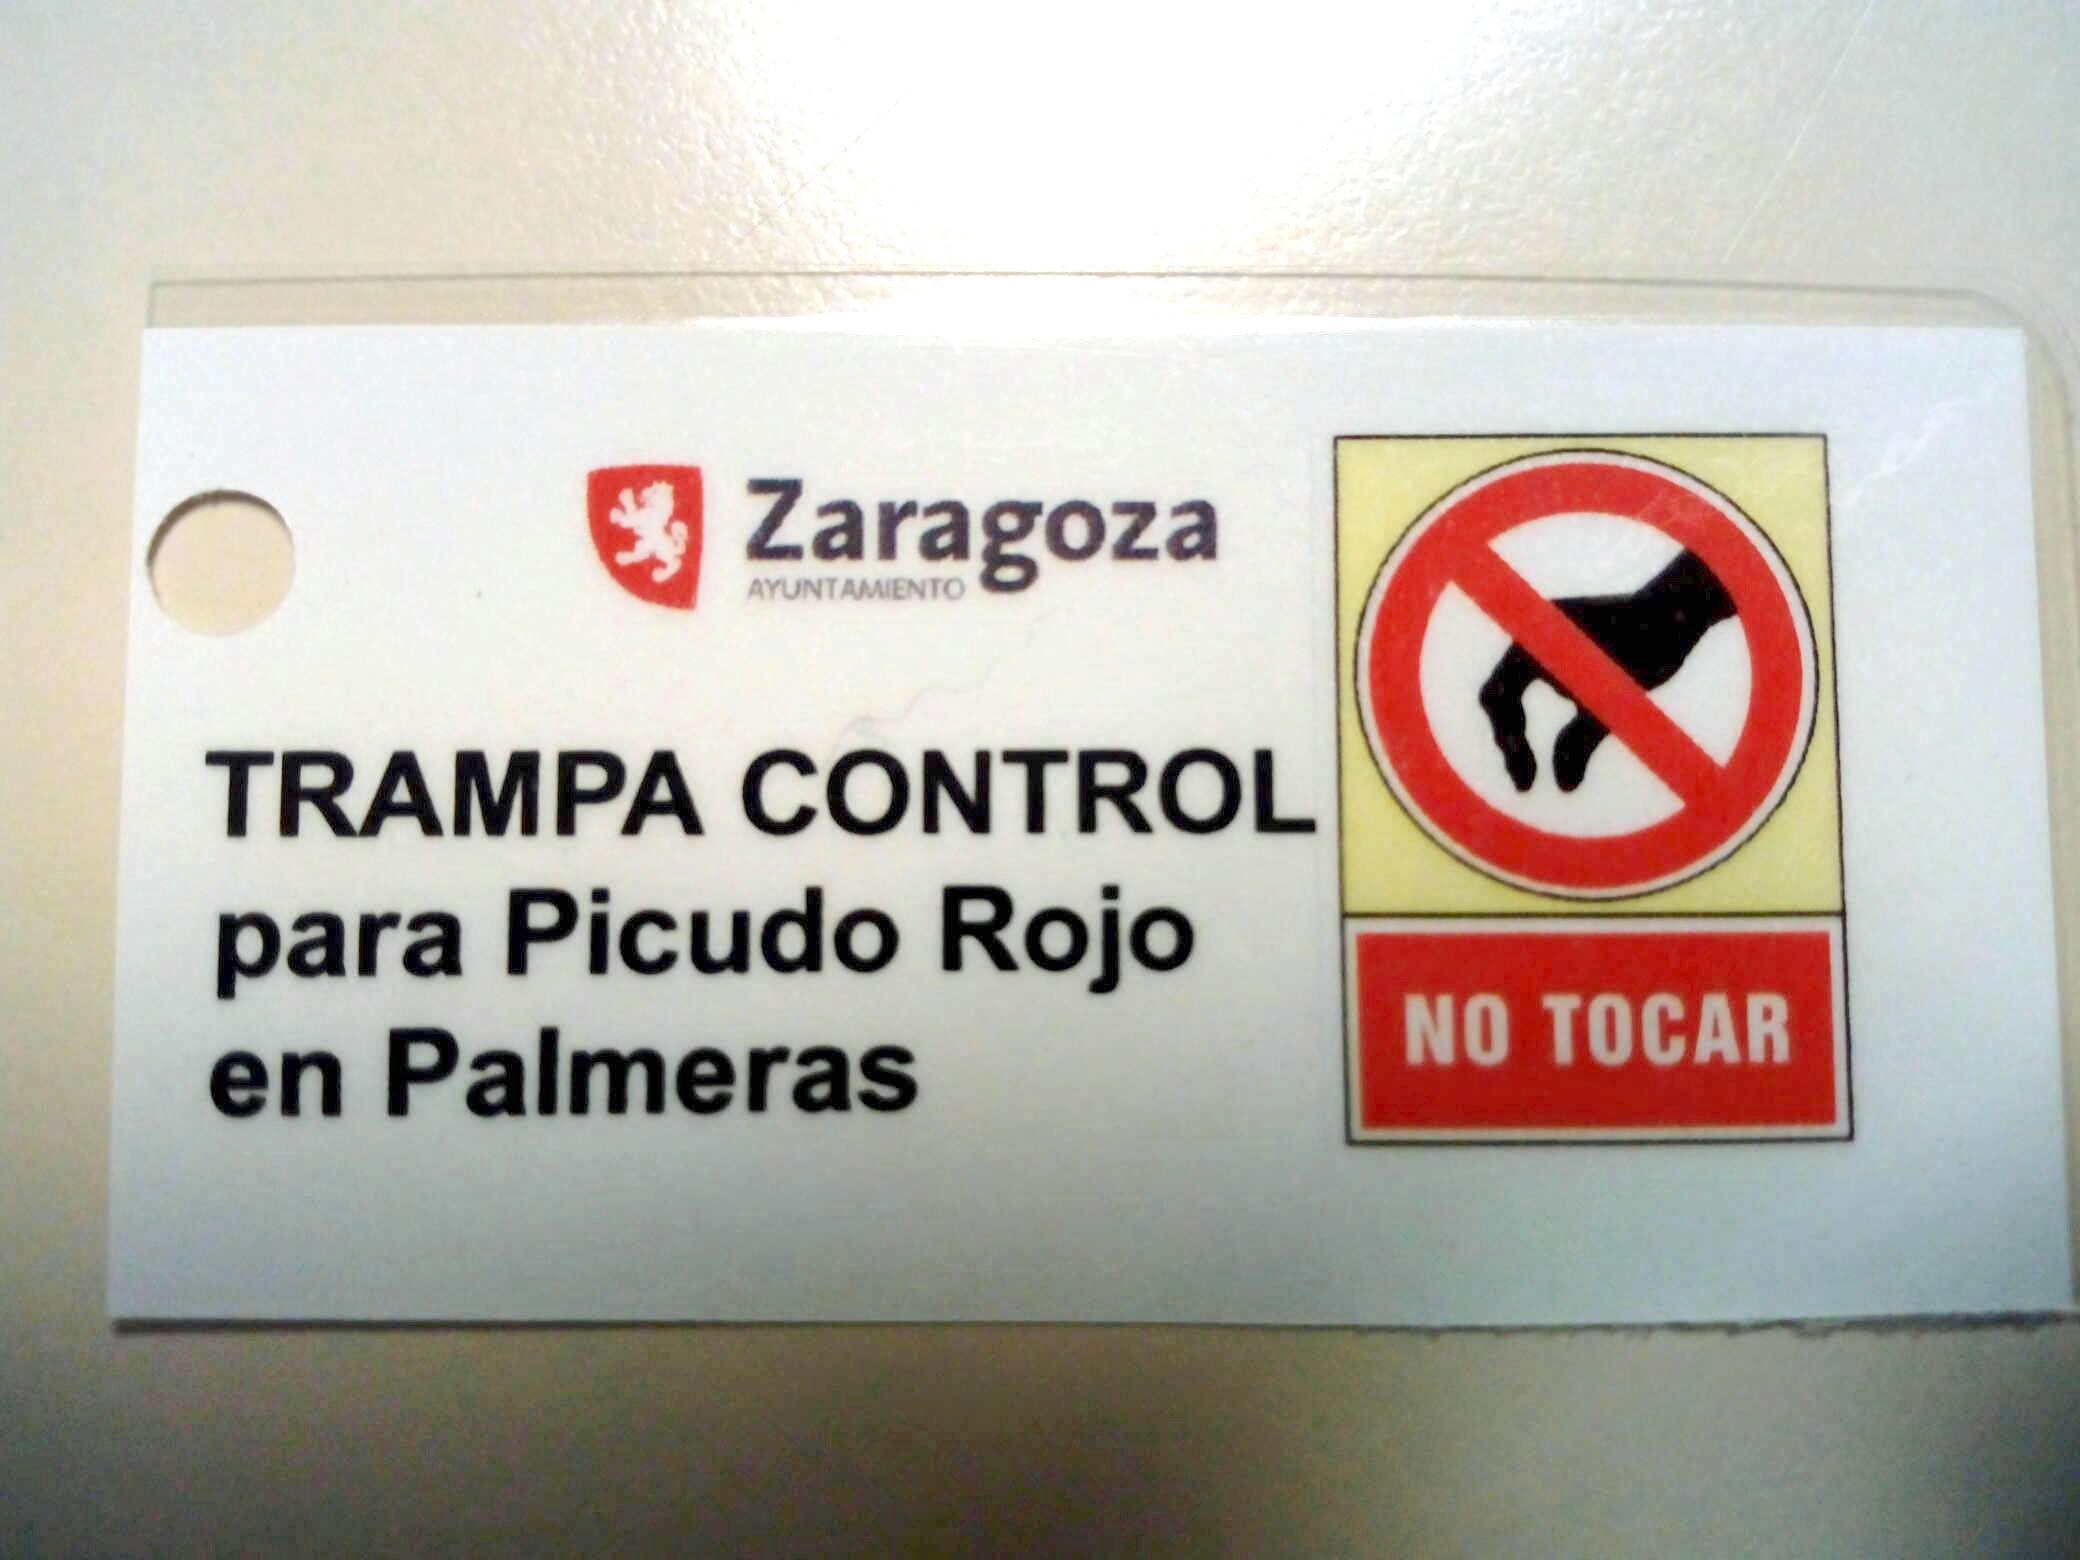 Zaragoza
AYUNTAMIENTO
TRAMPA CONTROL
para Picudo Rojo
en Palmeras
NO TOCAR